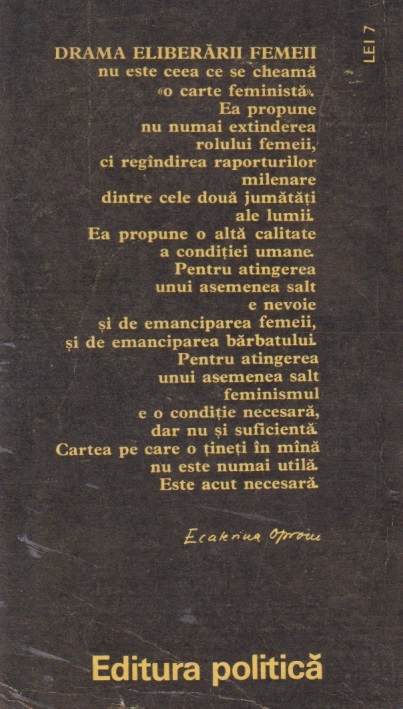 LEI 7
DRAMA ELIBERĂRII FEMEII
nu este ceea ce se cheamă
«o carte feministă».
Ea propune
nu numai extinderea
rolului femeii,
ci regîndirea raporturilor
milenare
dintre cele două jumătăți
ale lumii.
Ea propune o altă calitate
a condiției umane.
Pentru atingerea
unui asemenea salt
e nevoie
și de emanciparea femeii,
și de emanciparea bărbatului.
Pentru atingerea
unui asemenea salt
feminismul
e o condiție necesară,
dar nu și suficientă.
Cartea pe care o țineți în mînă
nu este numai utilă.
Este acut necesară.
Ecaterina Oproiu
Editura politică